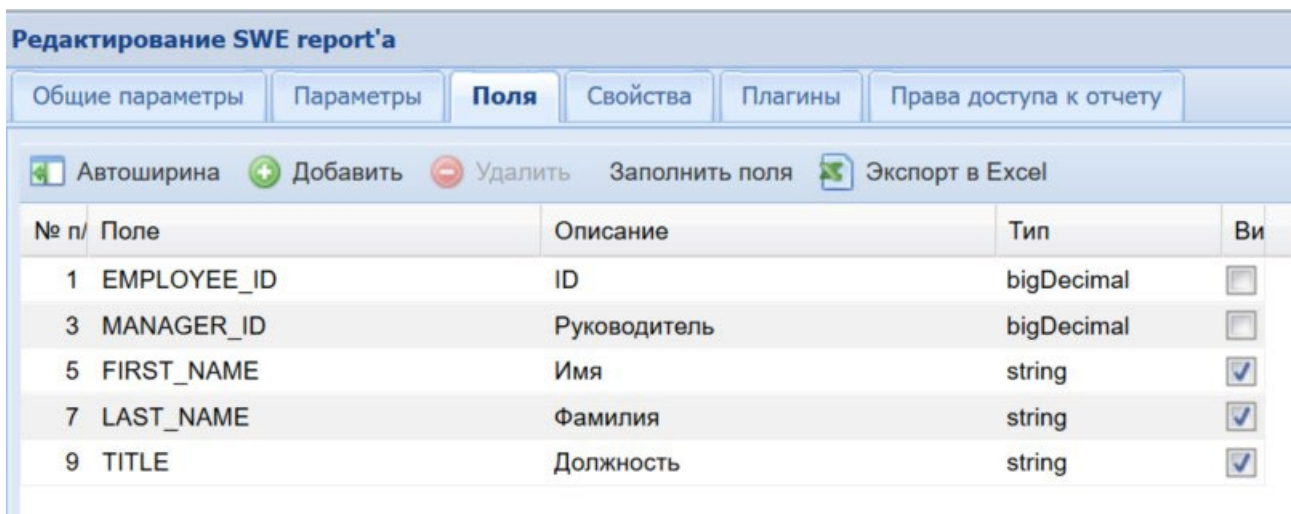 Редактирование SWE report'а
Общие параметры Параметры Поля Свойства Плагины Права доступа к отчету
Автоширина Добавить Удалить Заполнить поля Экспорт в Excel
№ п/ Поле Описание Тип Ви
1 EMPLOYEE_ID ID bigDecimal
3 MANAGER_ID Руководитель bigDecimal
5 FIRST_NAME Имя string
7 LAST_NAME Фамилия string
9 TITLE Должность string